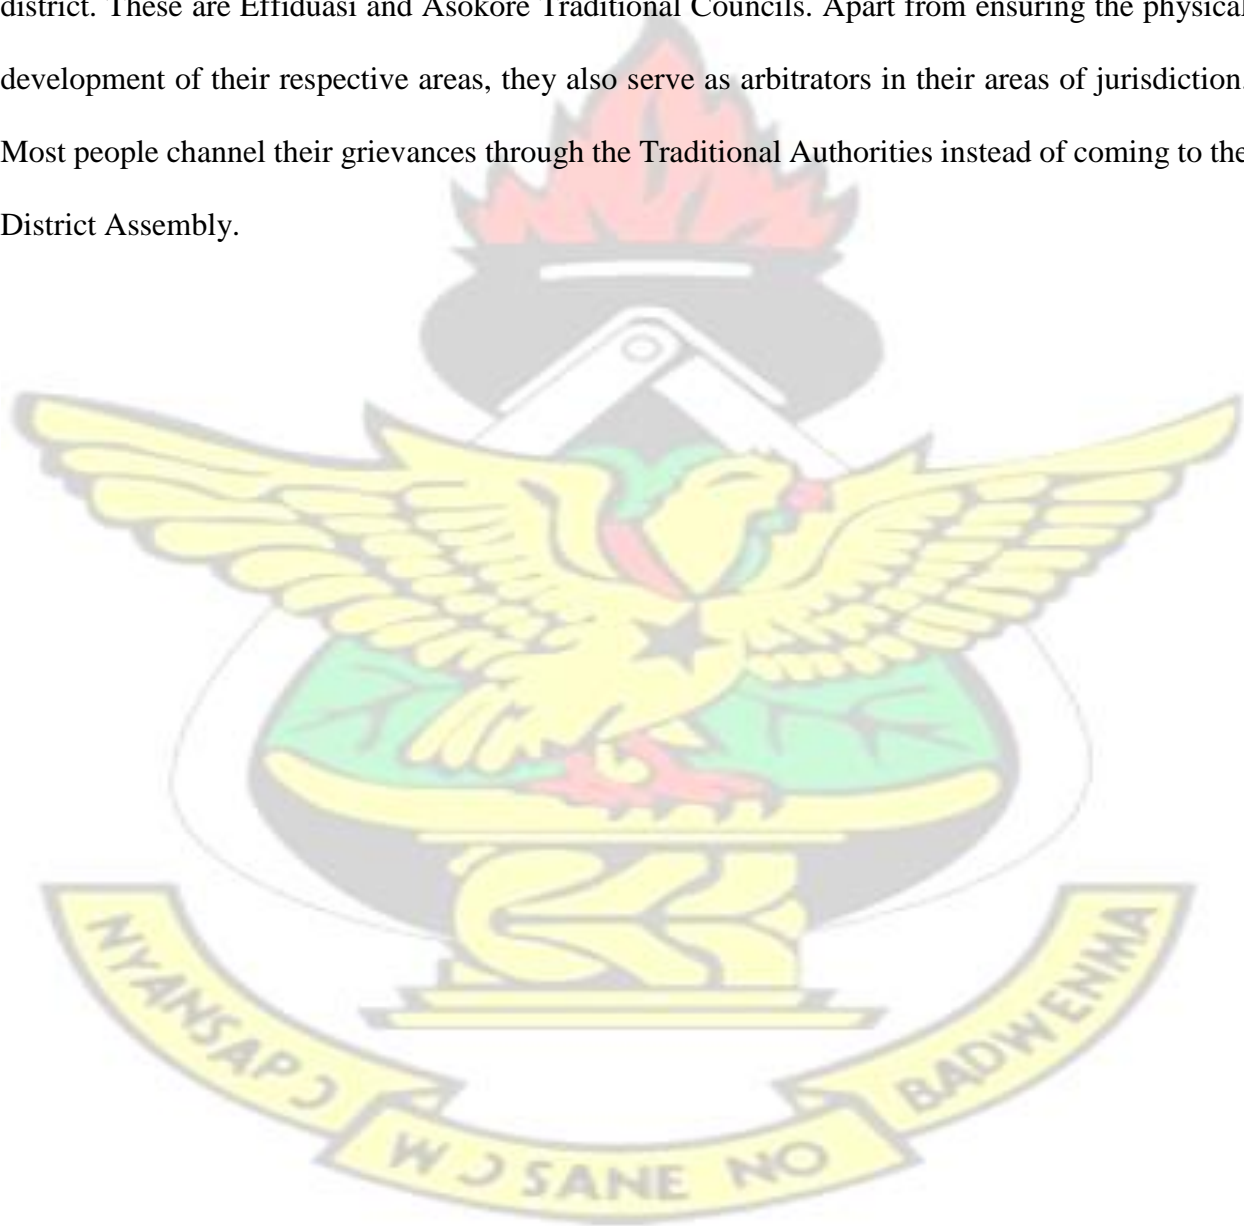 district. These are Effiduasi and Asokore Traditional Councils. Apart from ensuring the physical
development of their respective areas, they also serve as arbitrators in their areas of jurisdiction.
Most people channel their grievances through the Traditional Authorities instead of coming to the
District Assembly.
NYANSAPƆ
WƆSANE NO
BADWENMA